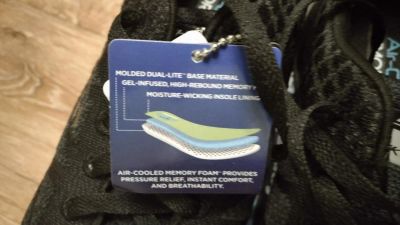 MOLDED DUAL-LITE™ BASE MATERIAL
GEL-INFUSED, HIGH-REBOUND MEMORY
MOISTURE-WICKING INSOLE LINING
AIR-COOLED MEMORY FOAM™ PROVIDES
PRESSURE RELIEF, INSTANT COMFORT,
AND BREATHABILITY.